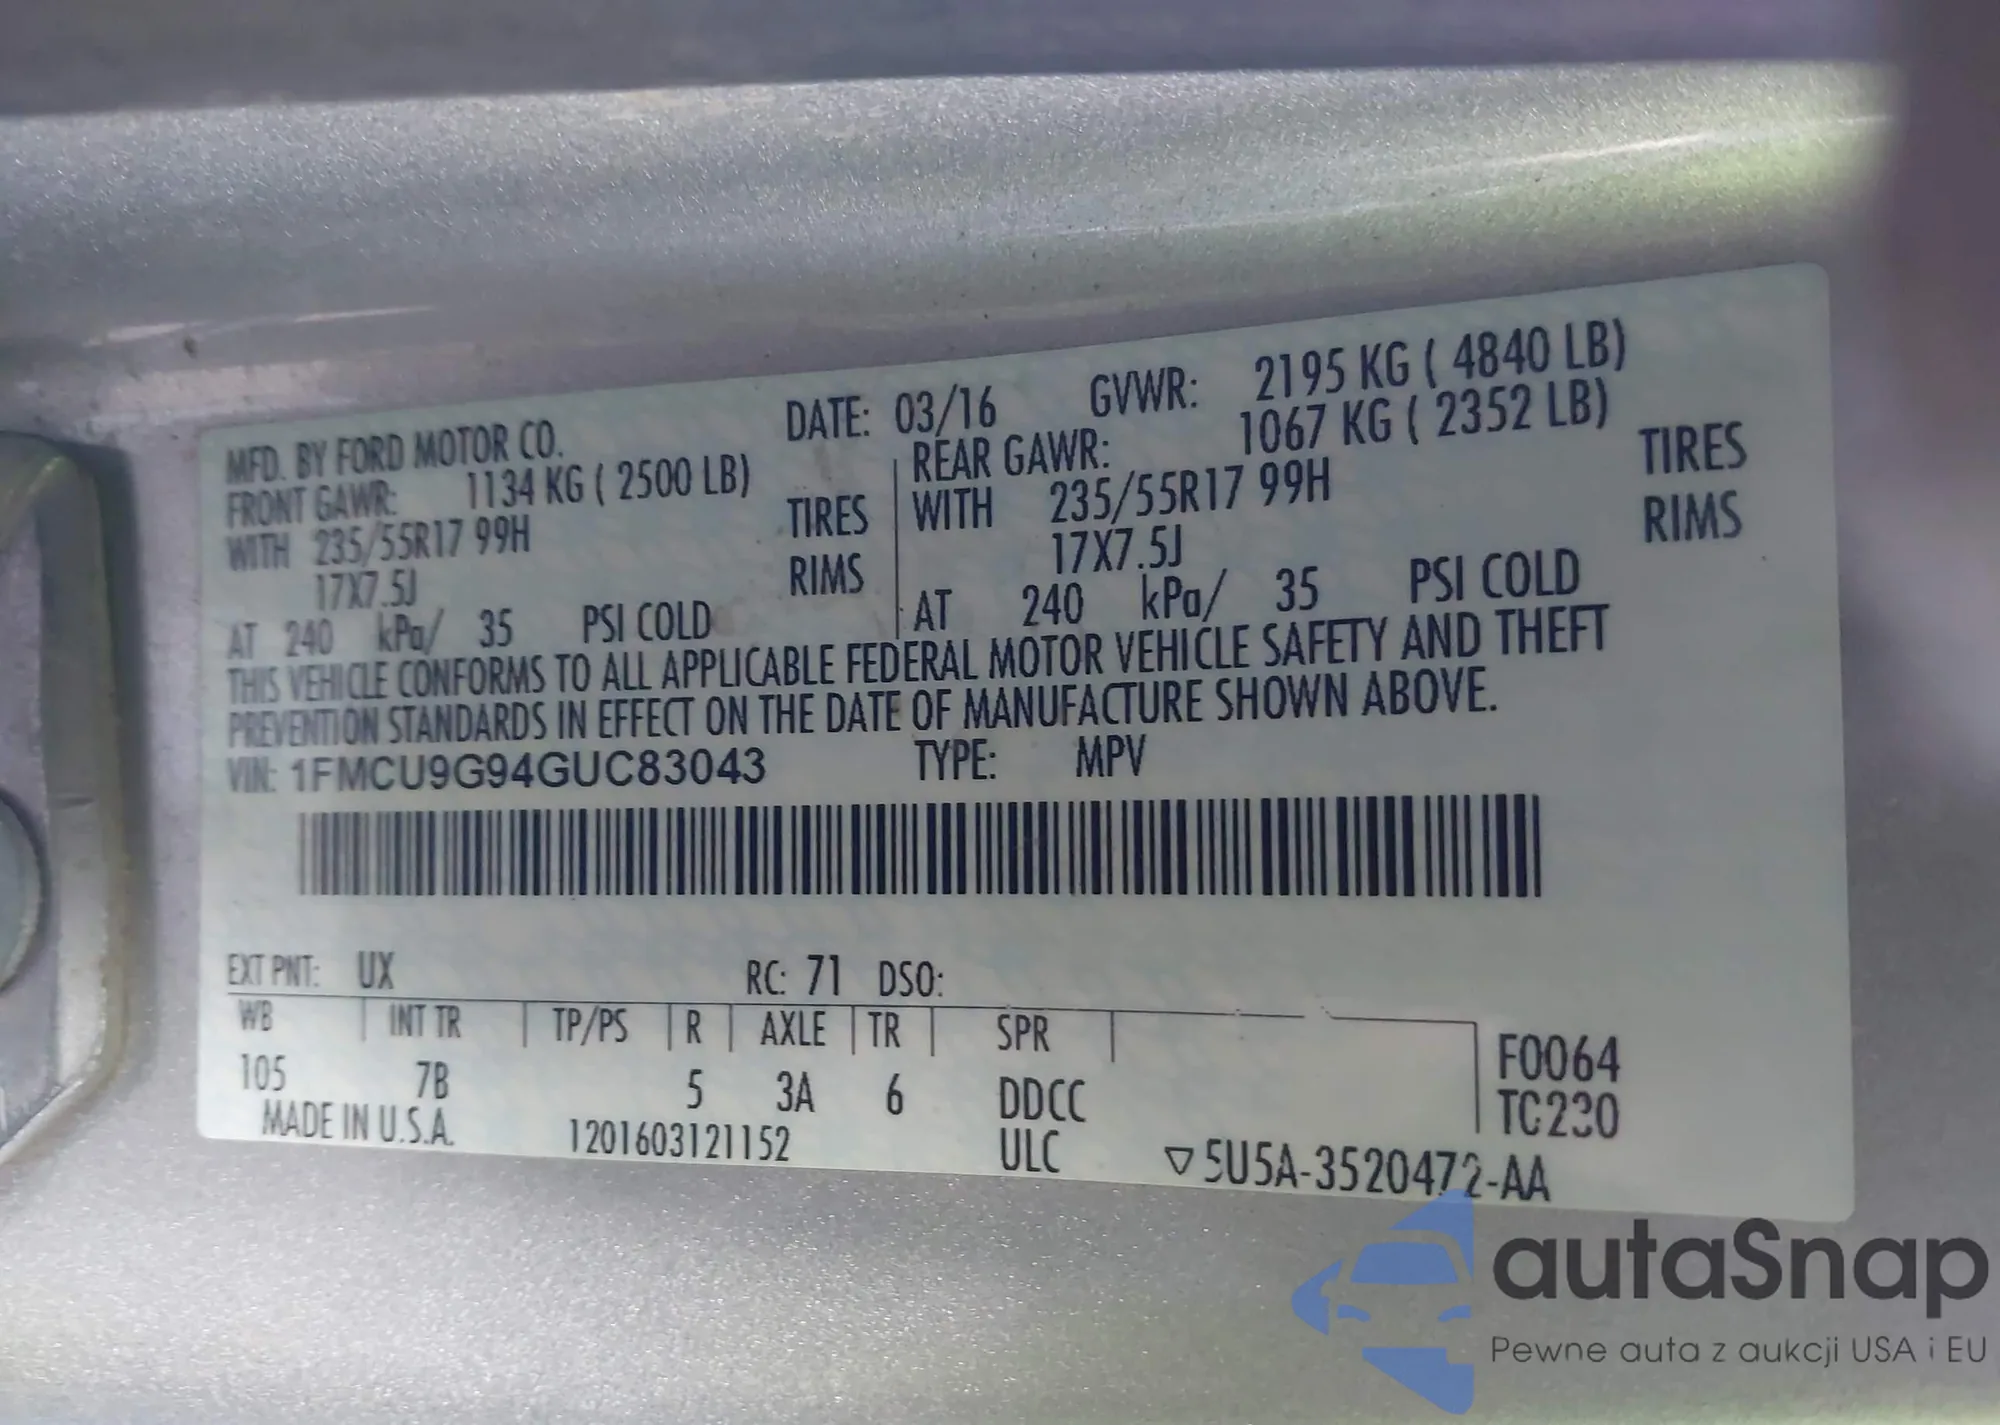 MFD. BY FORD MOTOR CO. DATE: 03/16 GVWR: 2195 KG ( 4840 LB)
FRONT GAWR: 1134 KG ( 2500 LB) REAR GAWR: 1067 KG ( 2352 LB)
WITH 235/55R17 99H TIRES WITH 235/55R17 99H TIRES
17X7.5J RIMS 17X7.5J RIMS
AT 240 kPa/ 35 PSI COLD AT 240 kPa/ 35 PSI COLD
THIS VEHICLE CONFORMS TO ALL APPLICABLE FEDERAL MOTOR VEHICLE SAFETY AND THEFT
PREVENTION STANDARDS IN EFFECT ON THE DATE OF MANUFACTURE SHOWN ABOVE.
VIN: 1FMCU9G94GUC83043 TYPE: MPV
EXT PNT: UX RC: 71 DSO:
WB INT TR TP/PS R AXLE TR SPR F0064
105 7B 5 3A 6 DDCC TC230
MADE IN U.S.A. 1201603121152 ULC ▽5U5A-3520472-AA
autaSnap
Pewne auta z aukcji USA i EU